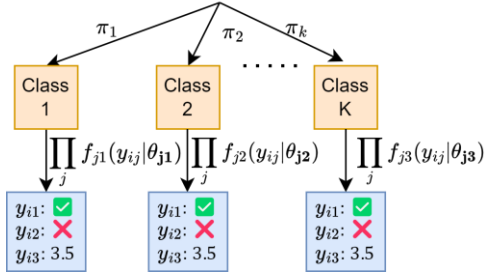 π₁ π₂ πₖ
.....
Class 1 Class 2 Class K
∏ⱼ fⱼ₁(yᵢⱼ|θⱼ₁) ∏ⱼ fⱼ₂(yᵢⱼ|θⱼ₂) ∏ⱼ fⱼ₃(yᵢⱼ|θⱼ₃)
yᵢ₁: ✅ yᵢ₁: ✅ yᵢ₁: ✅
yᵢ₂: ❌ yᵢ₂: ❌ yᵢ₂: ❌
yᵢ₃: 3.5 yᵢ₃: 3.5 yᵢ₃: 3.5